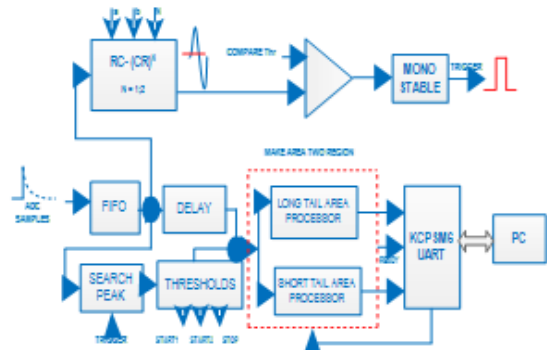 RC- (CR)ᴺ
N = 1;2
COMPARE Thr
MONO
STABLE
TRIGGER
MAKE AREA TWO REGION
ADC
SAMPLES
FIFO
DELAY
LONG TAIL AREA
PROCESSOR
KCPSM6
UART
PC
SEARCH
PEAK
THRESHOLDS
SHORT TAIL AREA
PROCESSOR
TRIGGER
START1
START2
STOP